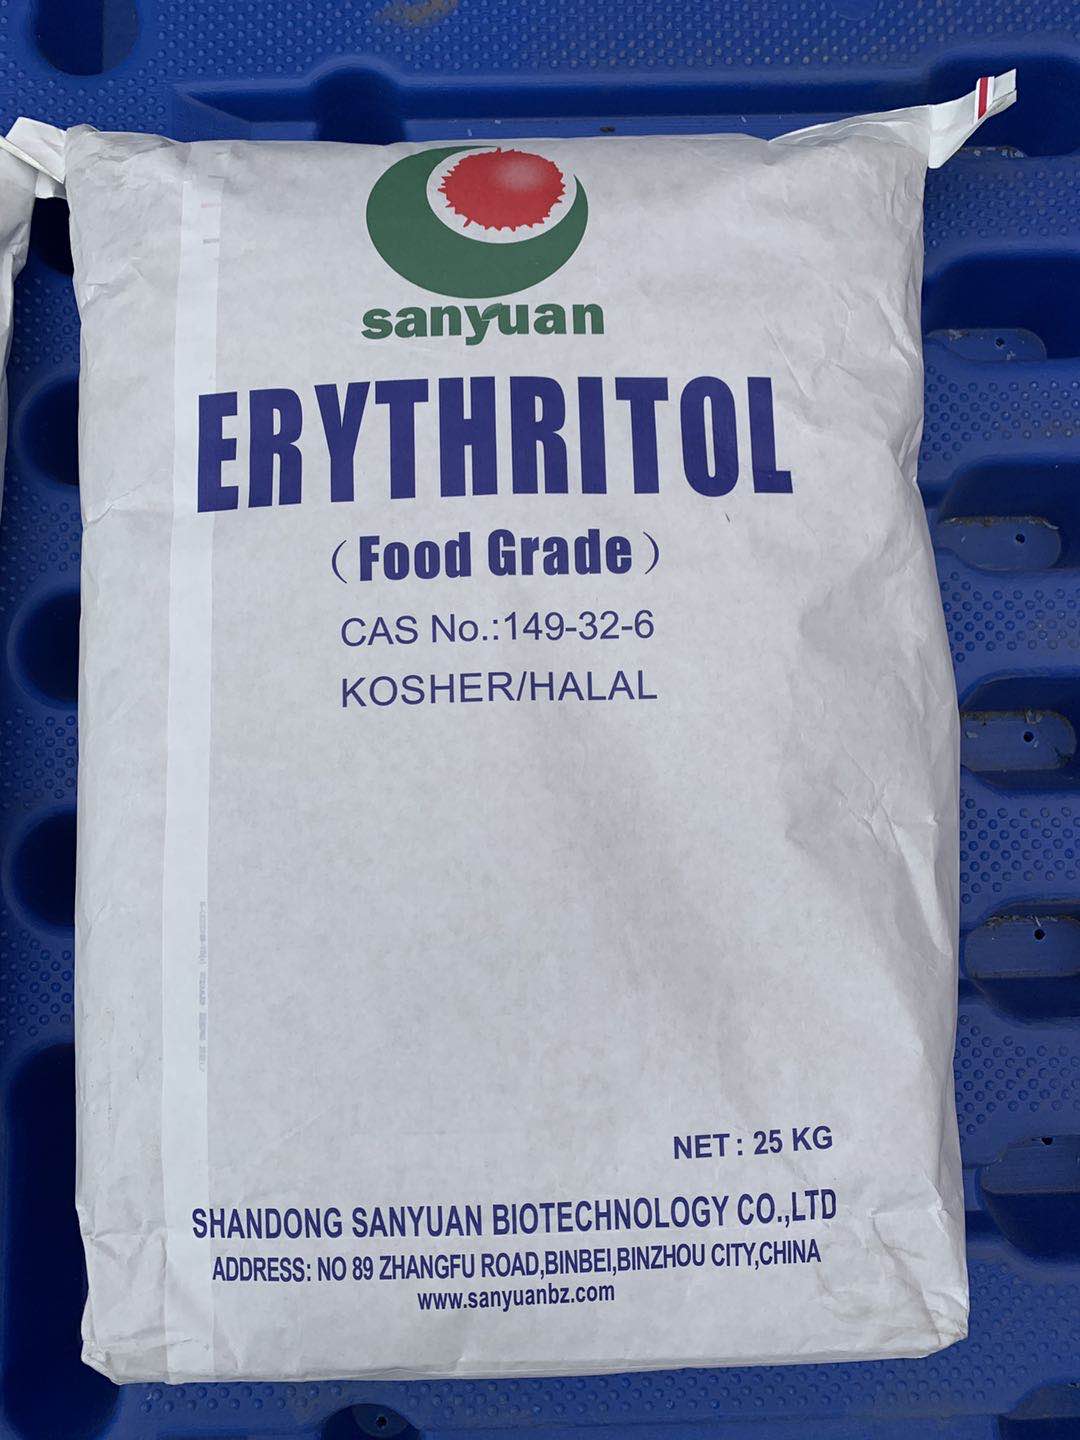 sanyuan
ERYTHRITOL
（Food Grade）
CAS No.:149-32-6
KOSHER/HALAL
NET : 25 KG
SHANDONG SANYUAN BIOTECHNOLOGY CO.,LTD
ADDRESS: NO 89 ZHANGFU ROAD,BINBEI,BINZHOU CITY,CHINA
www.sanyuanbz.com